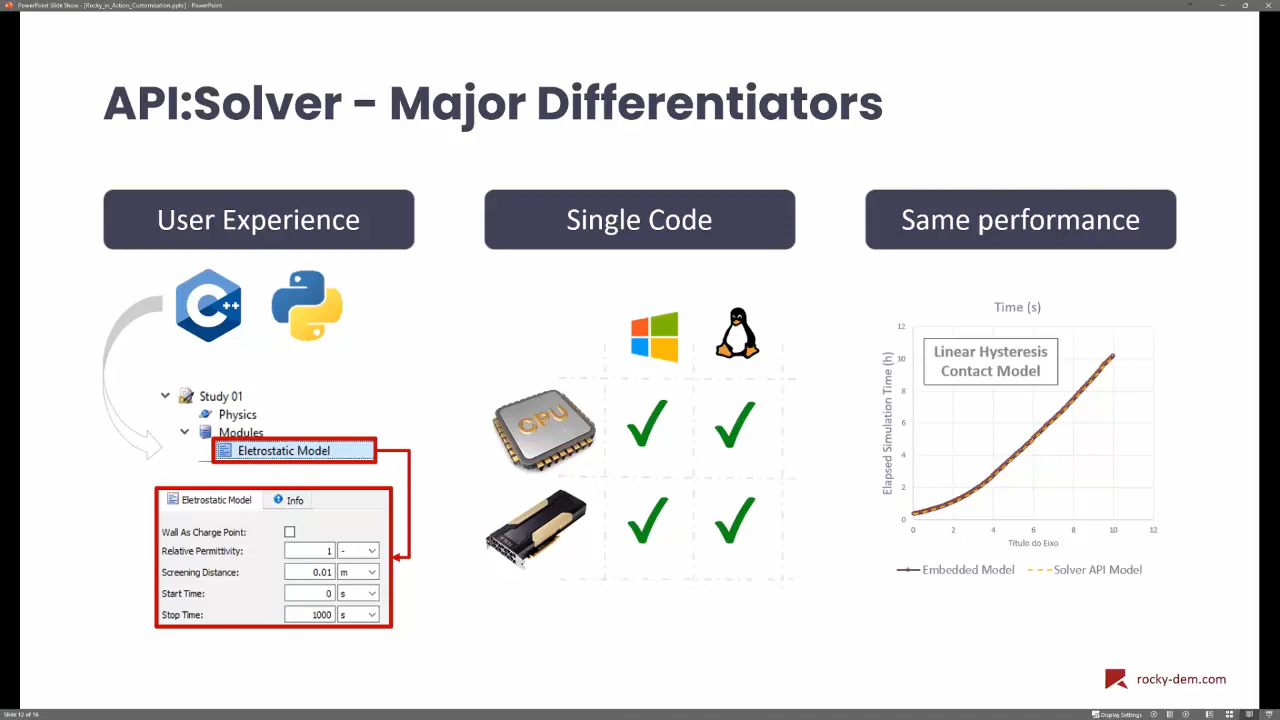 PowerPoint Slide Show - [Rocky_in_Action_Customization.pptx] - PowerPoint
API:Solver - Major Differentiators
User Experience
C++
Study 01
Physics
Modules
Eletrostatic Model
Eletrostatic Model
Info
Wall As Charge Point:
Relative Permittivity: 1 -
Screening Distance: 0.01 m
Start Time: 0 s
Stop Time: 1000 s
Single Code
CPU
Same performance
Time (s)
Linear Hysteresis
Contact Model
Elapsed Simulation Time (h)
12
10
8
6
4
2
0
0 2 4 6 8 10 12
Título do Eixo
Embedded Model Solver API Model
rocky-dem.com
Slide 12 of 16
Display Settings